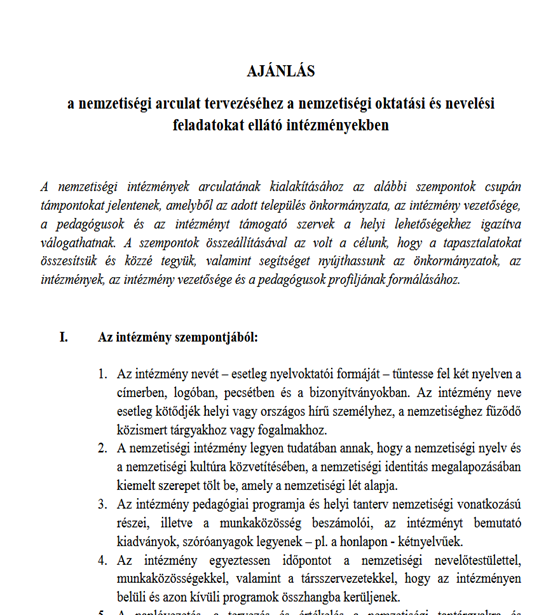 AJÁNLÁS
a nemzetiségi arculat tervezéséhez a nemzetiségi oktatási és nevelési
feladatokat ellátó intézményekben
A nemzetiségi intézmények arculatának kialakításához az alábbi szempontok csupán
támpontokat jelentenek, amelyből az adott település önkormányzata, az intézmény vezetősége,
a pedagógusok és az intézményt támogató szervek a helyi lehetőségekhez igazítva
válogathatnak. A szempontok összeállításával az volt a célunk, hogy a tapasztalatokat
összesítsük és közzé tegyük, valamint segítséget nyújthassunk az önkormányzatok, az
intézmények, az intézmény vezetősége és a pedagógusok profiljának formálásához.
I. Az intézmény szempontjából:
1. Az intézmény nevét – esetleg nyelvoktatói formáját – tüntesse fel két nyelven a
címerben, logóban, pecsétben és a bizonyítványokban. Az intézmény neve
esetleg kötődjék helyi vagy országos hírű személyhez, a nemzetiséghez fűződő
közismert tárgyakhoz vagy fogalmakhoz.
2. A nemzetiségi intézmény legyen tudatában annak, hogy a nemzetiségi nyelv és
a nemzetiségi kultúra közvetítésében, a nemzetiségi identitás megalapozásában
kiemelt szerepet tölt be, amely a nemzetiségi lét alapja.
3. Az intézmény pedagógiai programja és helyi tanterv nemzetiségi vonatkozású
részei, illetve a munkaközösség beszámolói, az intézményt bemutató
kiadványok, szóróanyagok legyenek – pl. a honlapon - kétnyelvűek.
4. Az intézmény egyeztessen időpontot a nemzetiségi nevelőtestülettel,
munkaközösségekkel, valamint a társszervezetekkel, hogy az intézményen
belüli és azon kívüli programok összhangba kerüljenek.